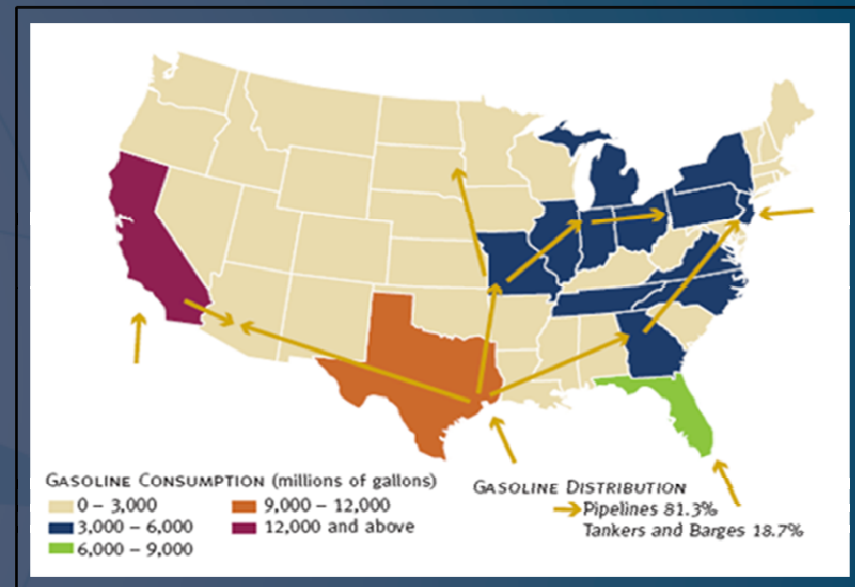 GASOLINE CONSUMPTION (millions of gallons)
0 – 3,000
3,000 – 6,000
6,000 – 9,000
9,000 – 12,000
12,000 and above
GASOLINE DISTRIBUTION
Pipelines 81.3%
Tankers and Barges 18.7%